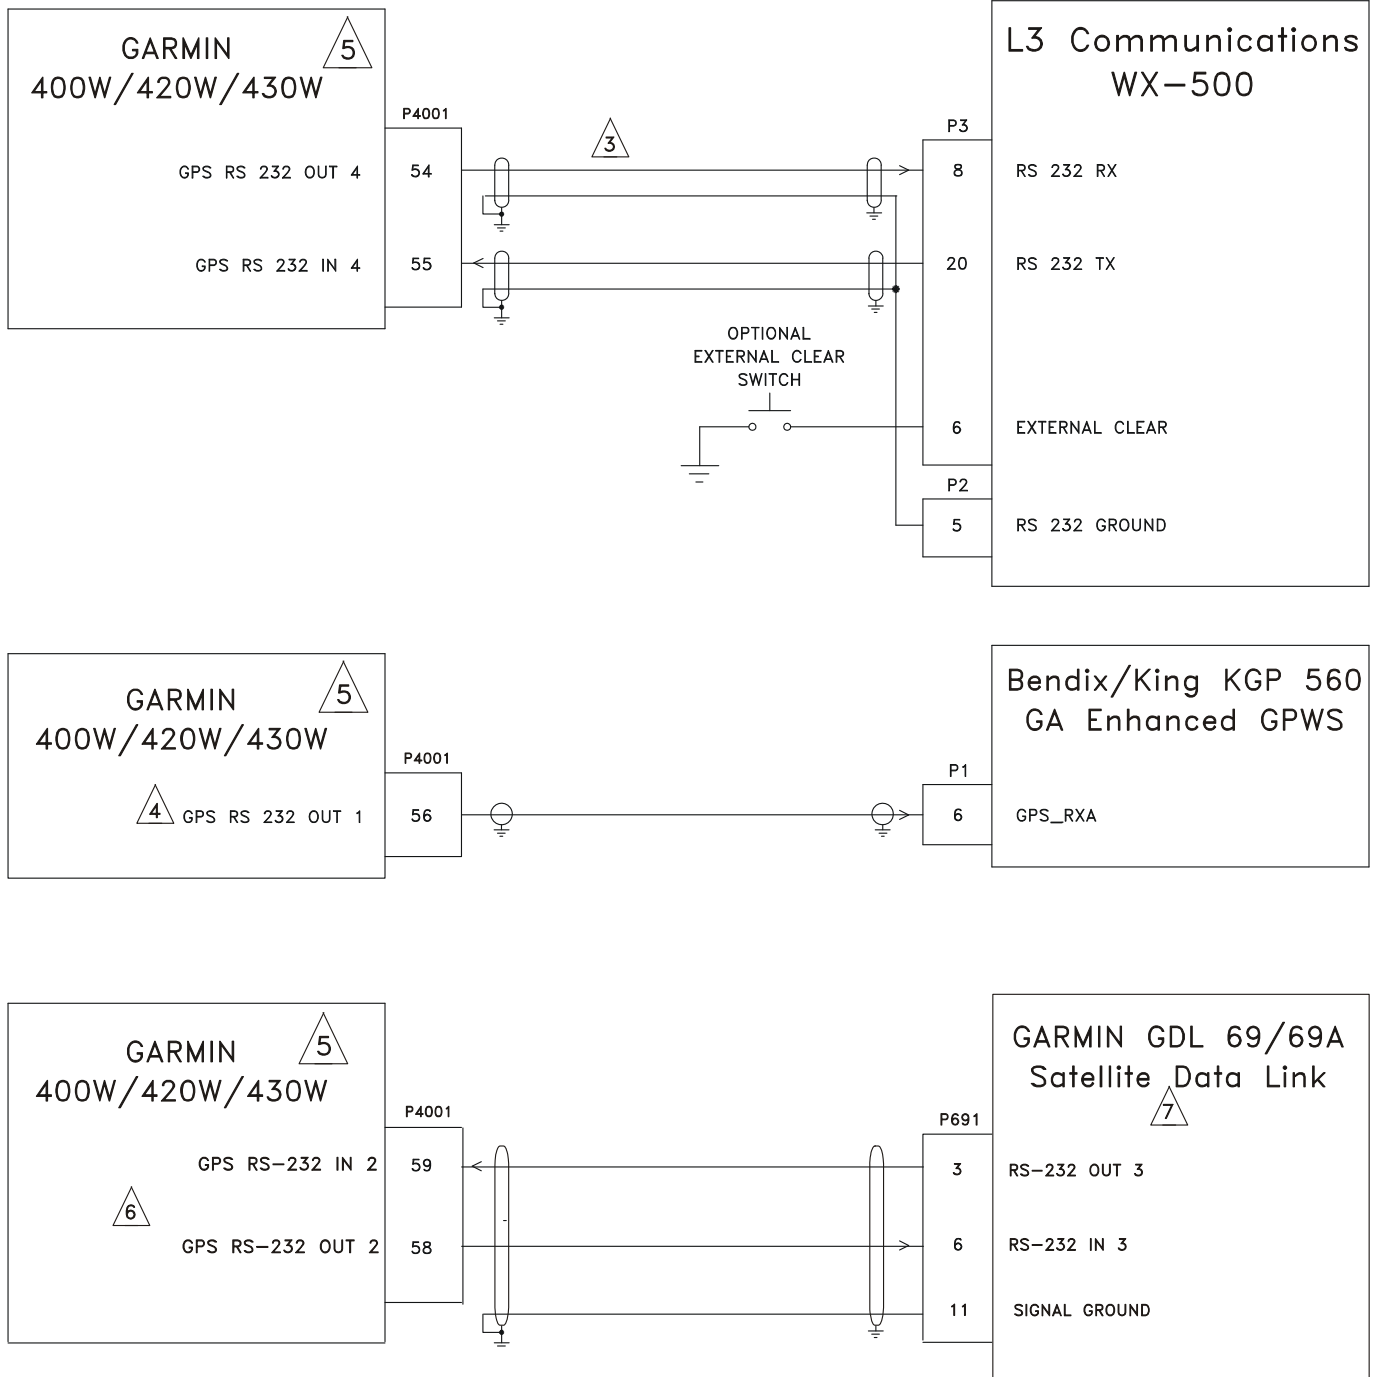 GARMIN
5
400W/420W/430W
P4001
GPS RS 232 OUT 4
54
3
GPS RS 232 IN 4
55
L3 Communications
WX-500
P3
8
RS 232 RX
20
RS 232 TX
OPTIONAL
EXTERNAL CLEAR
SWITCH
6
EXTERNAL CLEAR
P2
5
RS 232 GROUND
GARMIN
5
400W/420W/430W
P4001
4
GPS RS 232 OUT 1
56
Bendix/King KGP 560
GA Enhanced GPWS
P1
6
GPS_RXA
GARMIN
5
400W/420W/430W
P4001
GPS RS-232 IN 2
59
6
GPS RS-232 OUT 2
58
GARMIN GDL 69/69A
Satellite Data Link
7
P691
3
RS-232 OUT 3
6
RS-232 IN 3
11
SIGNAL GROUND